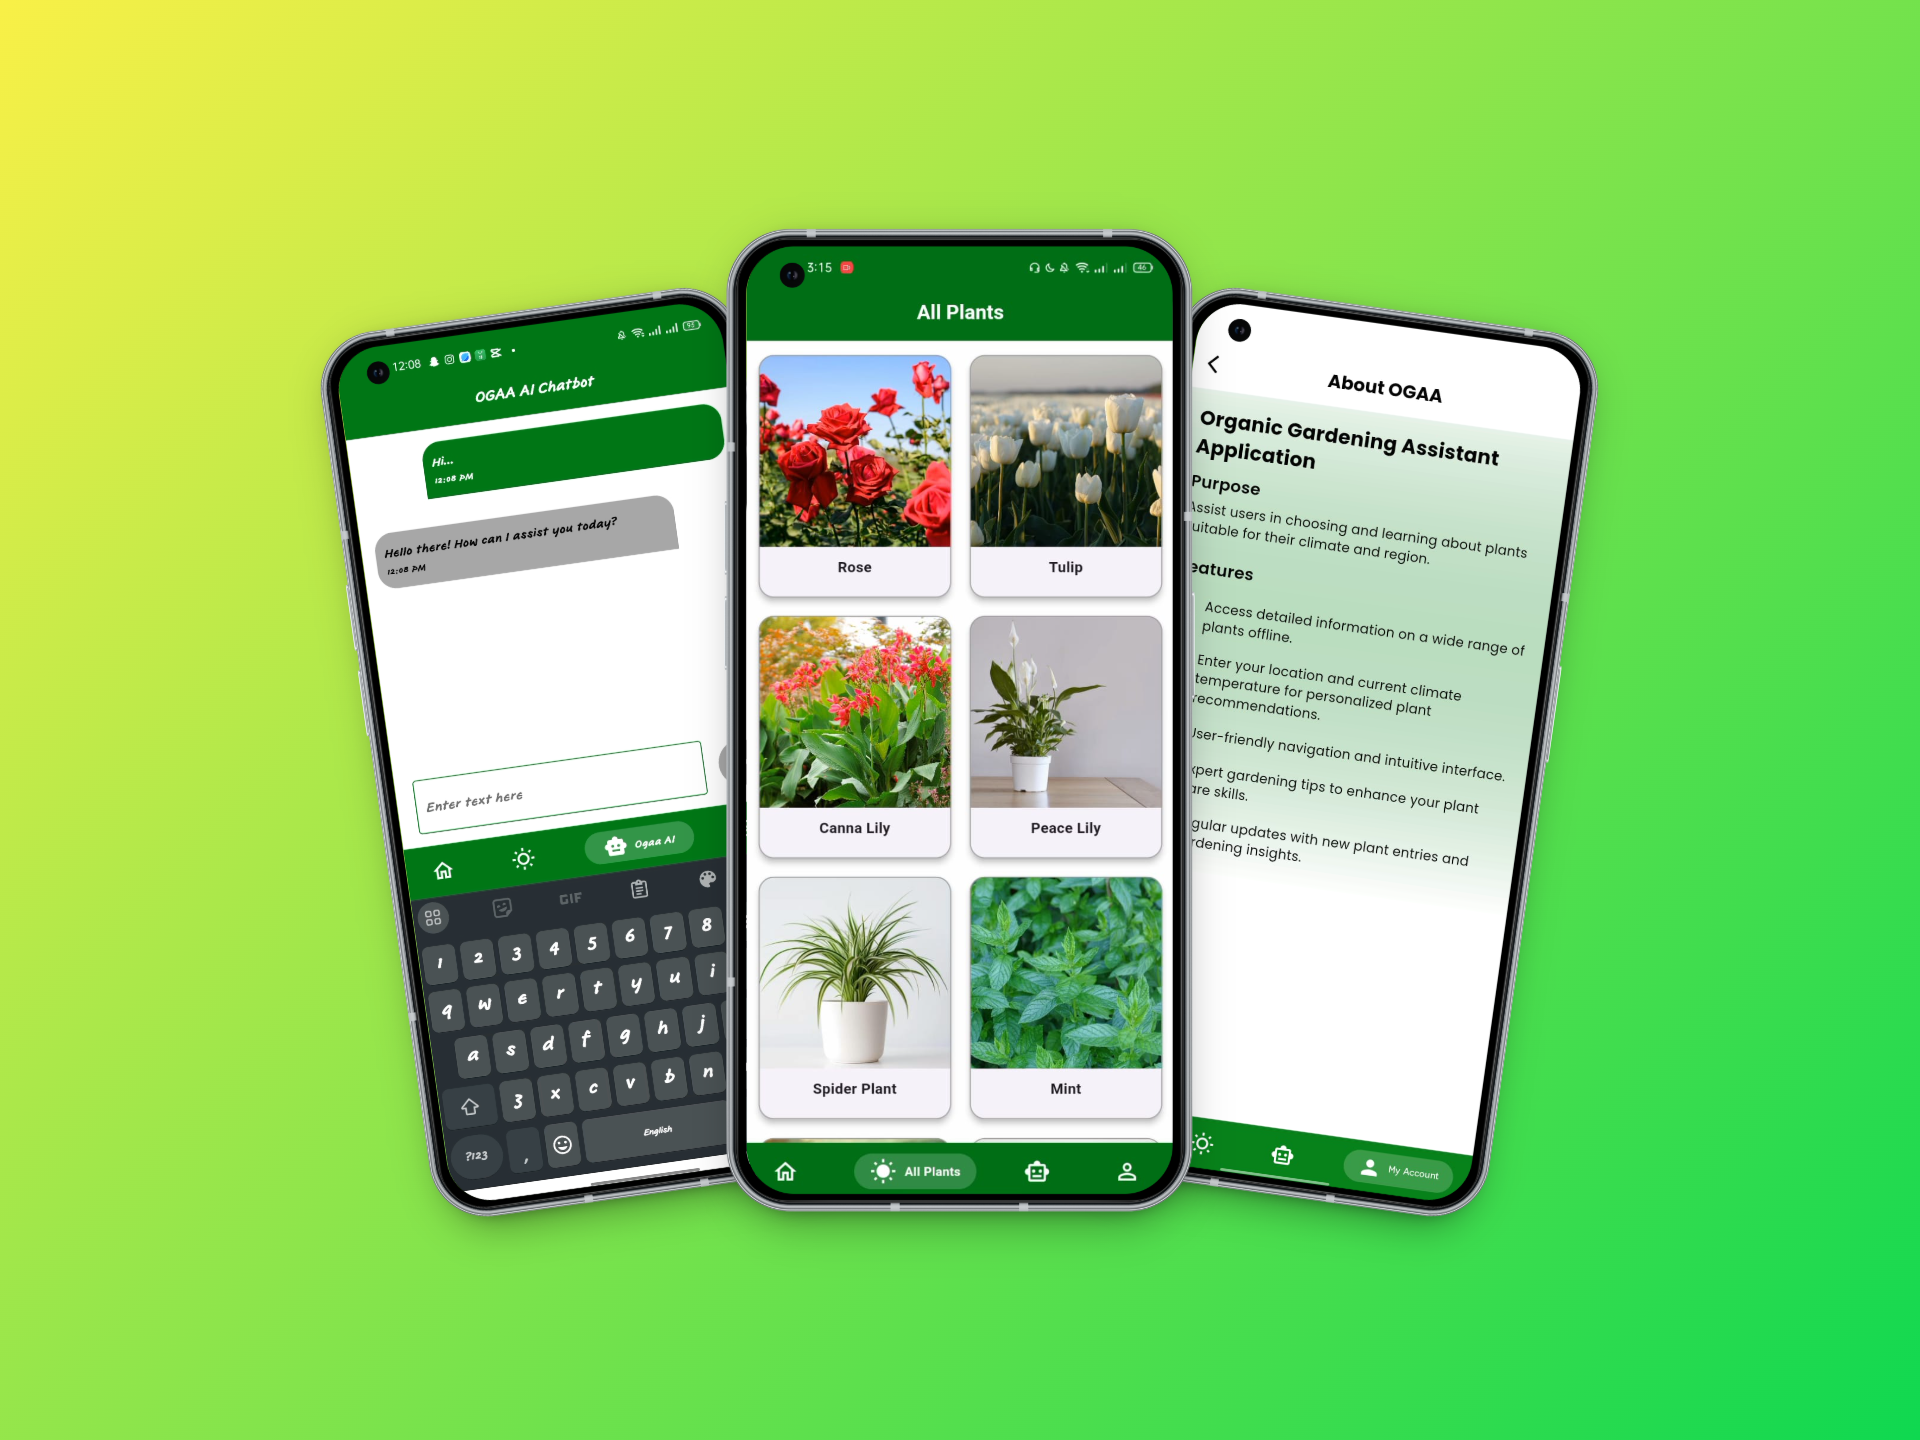 12:08
95
OGAA AI Chatbot
Hi...
12:08 PM
Hello there! How can I assist you today?
12:08 PM
Enter text here
Ogaa AI
GIF
1 2 3 4 5 6 7 8
q w e r t y u i
a s d f g h j
z x c v b n
?123 , English
3:15
46
All Plants
Rose
Tulip
Canna Lily
Peace Lily
Spider Plant
Mint
All Plants
About OGAA
Organic Gardening Assistant
Application
Purpose
Assist users in choosing and learning about plants
uitable for their climate and region.
eatures
Access detailed information on a wide range of
plants offline.
Enter your location and current climate
temperature for personalized plant
recommendations.
User-friendly navigation and intuitive interface.
xpert gardening tips to enhance your plant
are skills.
gular updates with new plant entries and
rdening insights.
My Account